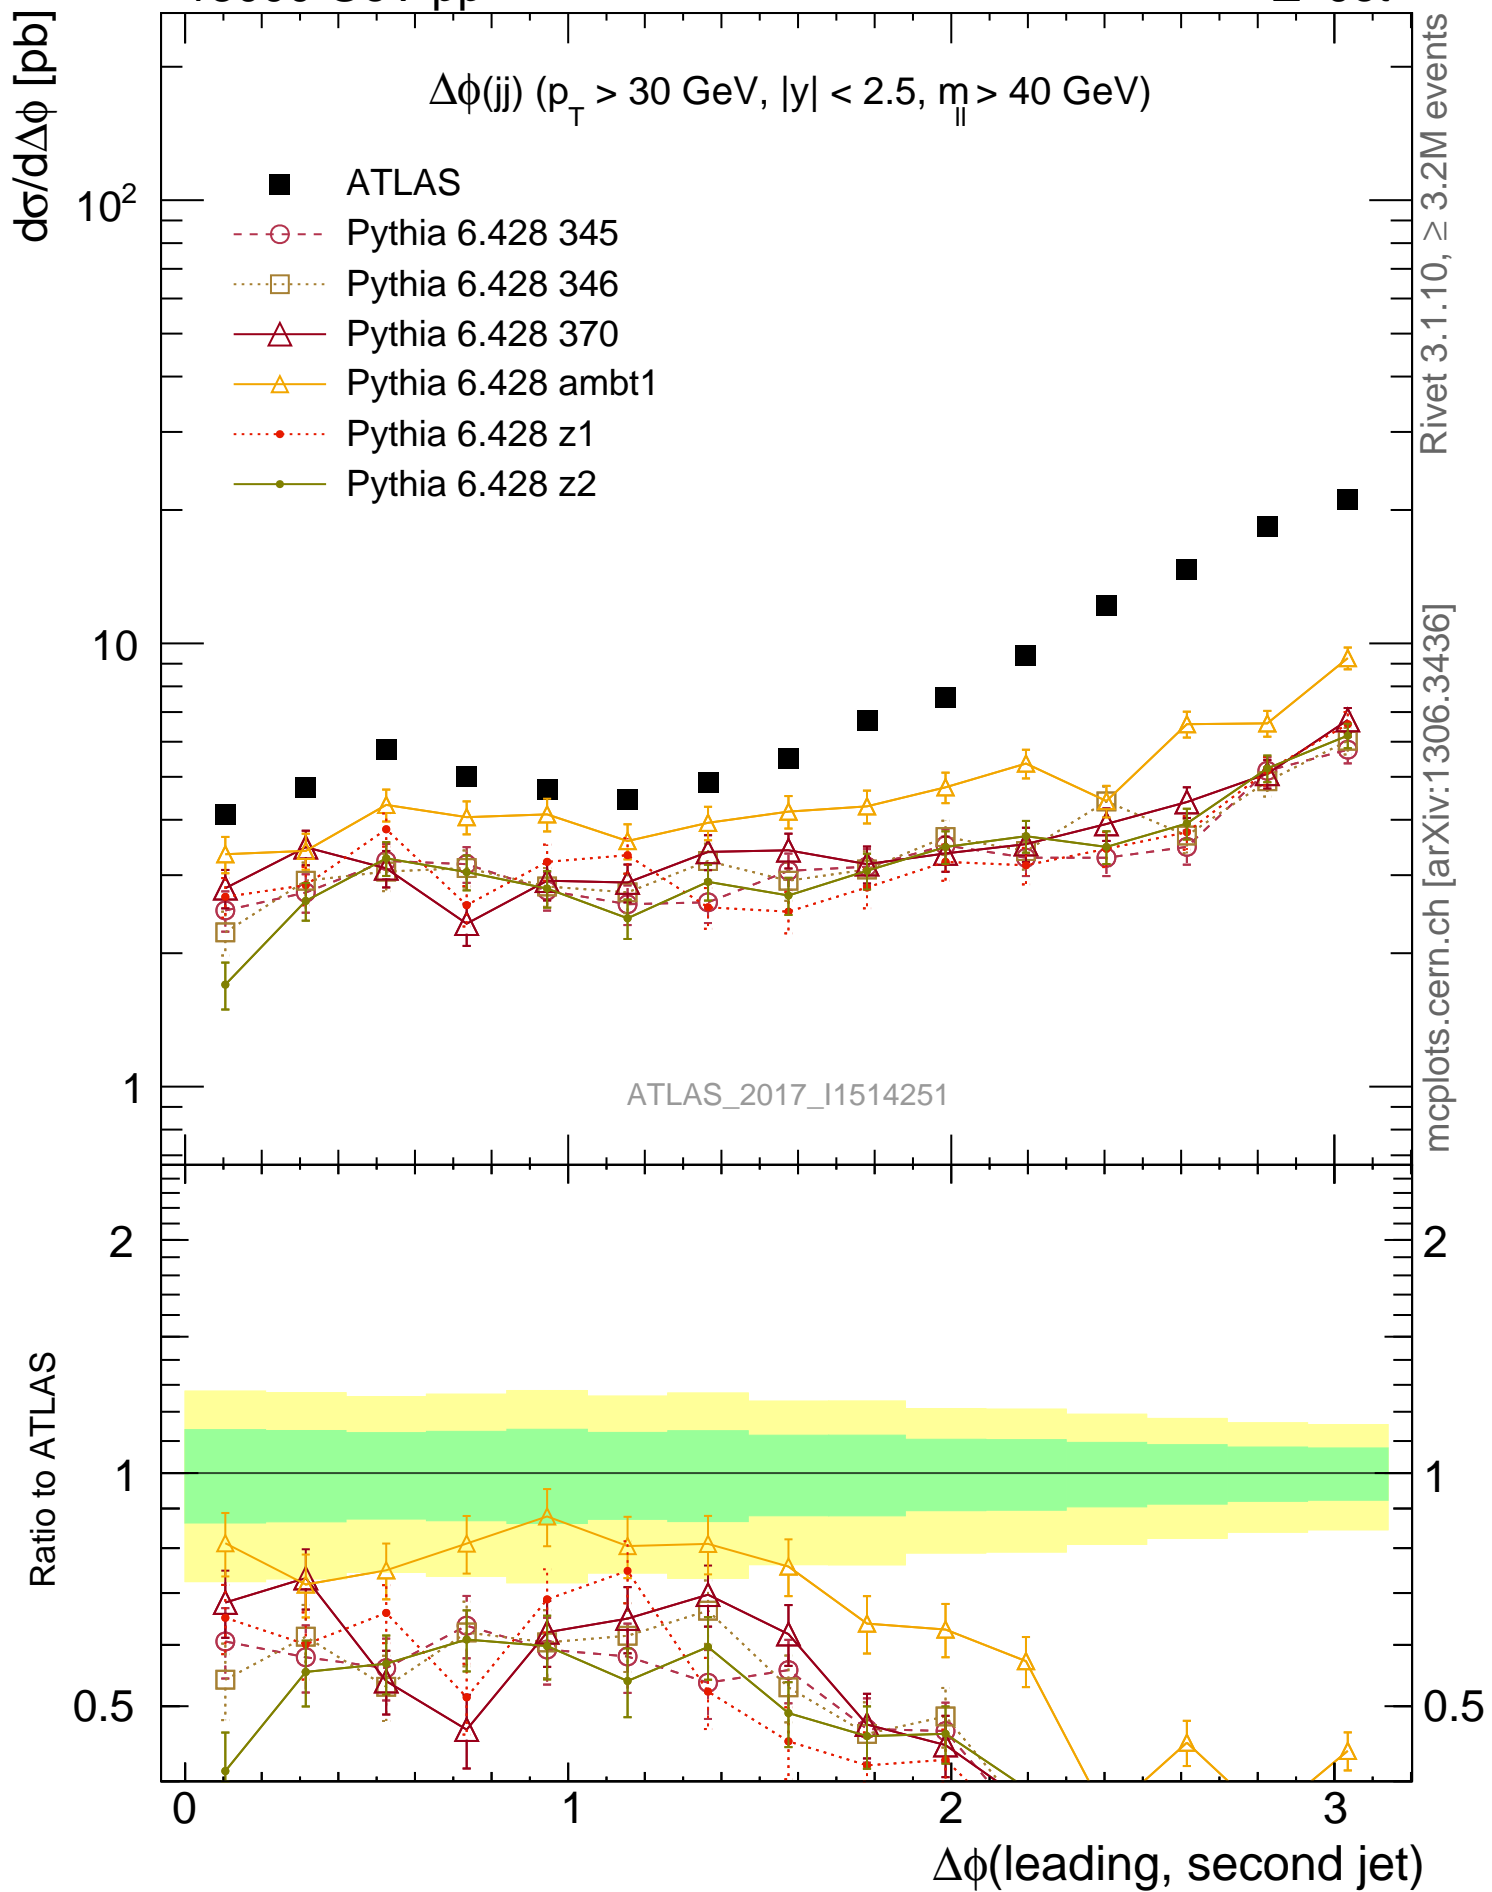 dσ/dΔϕ [pb]
Δϕ(jj) (p_T > 30 GeV, |y| < 2.5, m_ll > 40 GeV)
ATLAS
Pythia 6.428 345
Pythia 6.428 346
Pythia 6.428 370
Pythia 6.428 ambt1
Pythia 6.428 z1
Pythia 6.428 z2
10²
10
1
ATLAS_2017_I1514251
Rivet 3.1.10, ≥ 3.2M events
mcplots.cern.ch [arXiv:1306.3436]
Ratio to ATLAS
2
1
0.5
2
1
0.5
0 1 2 3
Δϕ(leading, second jet)